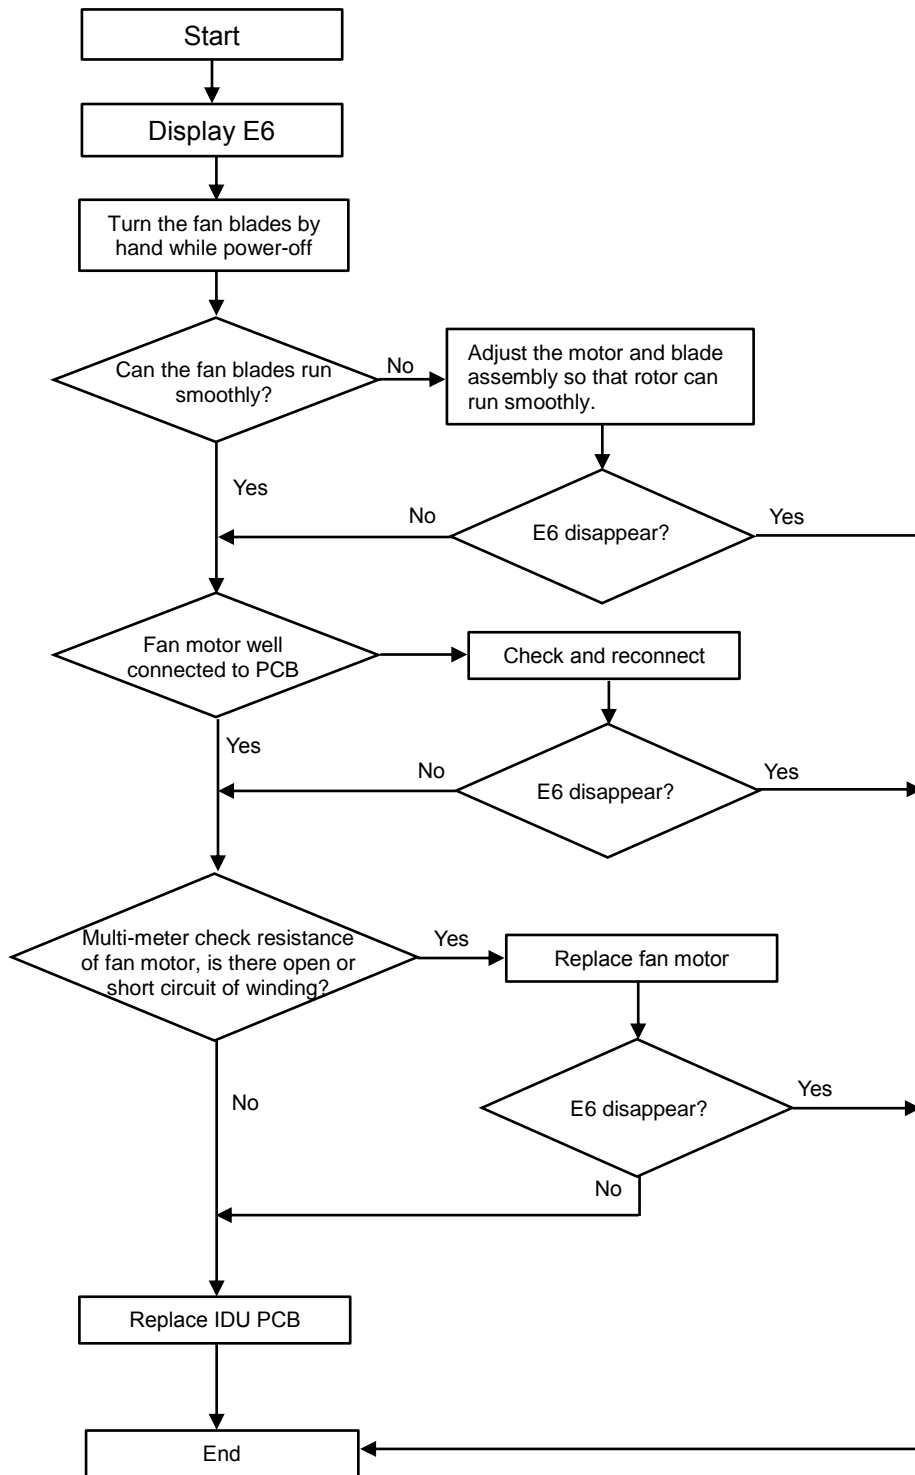 Start
Display E6
Turn the fan blades by
hand while power-off
Can the fan blades run
smoothly?
No
Adjust the motor and blade
assembly so that rotor can
run smoothly.
Yes
No
E6 disappear?
Yes
Fan motor well
connected to PCB
Check and reconnect
Yes
No
E6 disappear?
Yes
Multi-meter check resistance
of fan motor, is there open or
short circuit of winding?
Yes
Replace fan motor
No
E6 disappear?
Yes
No
Replace IDU PCB
End